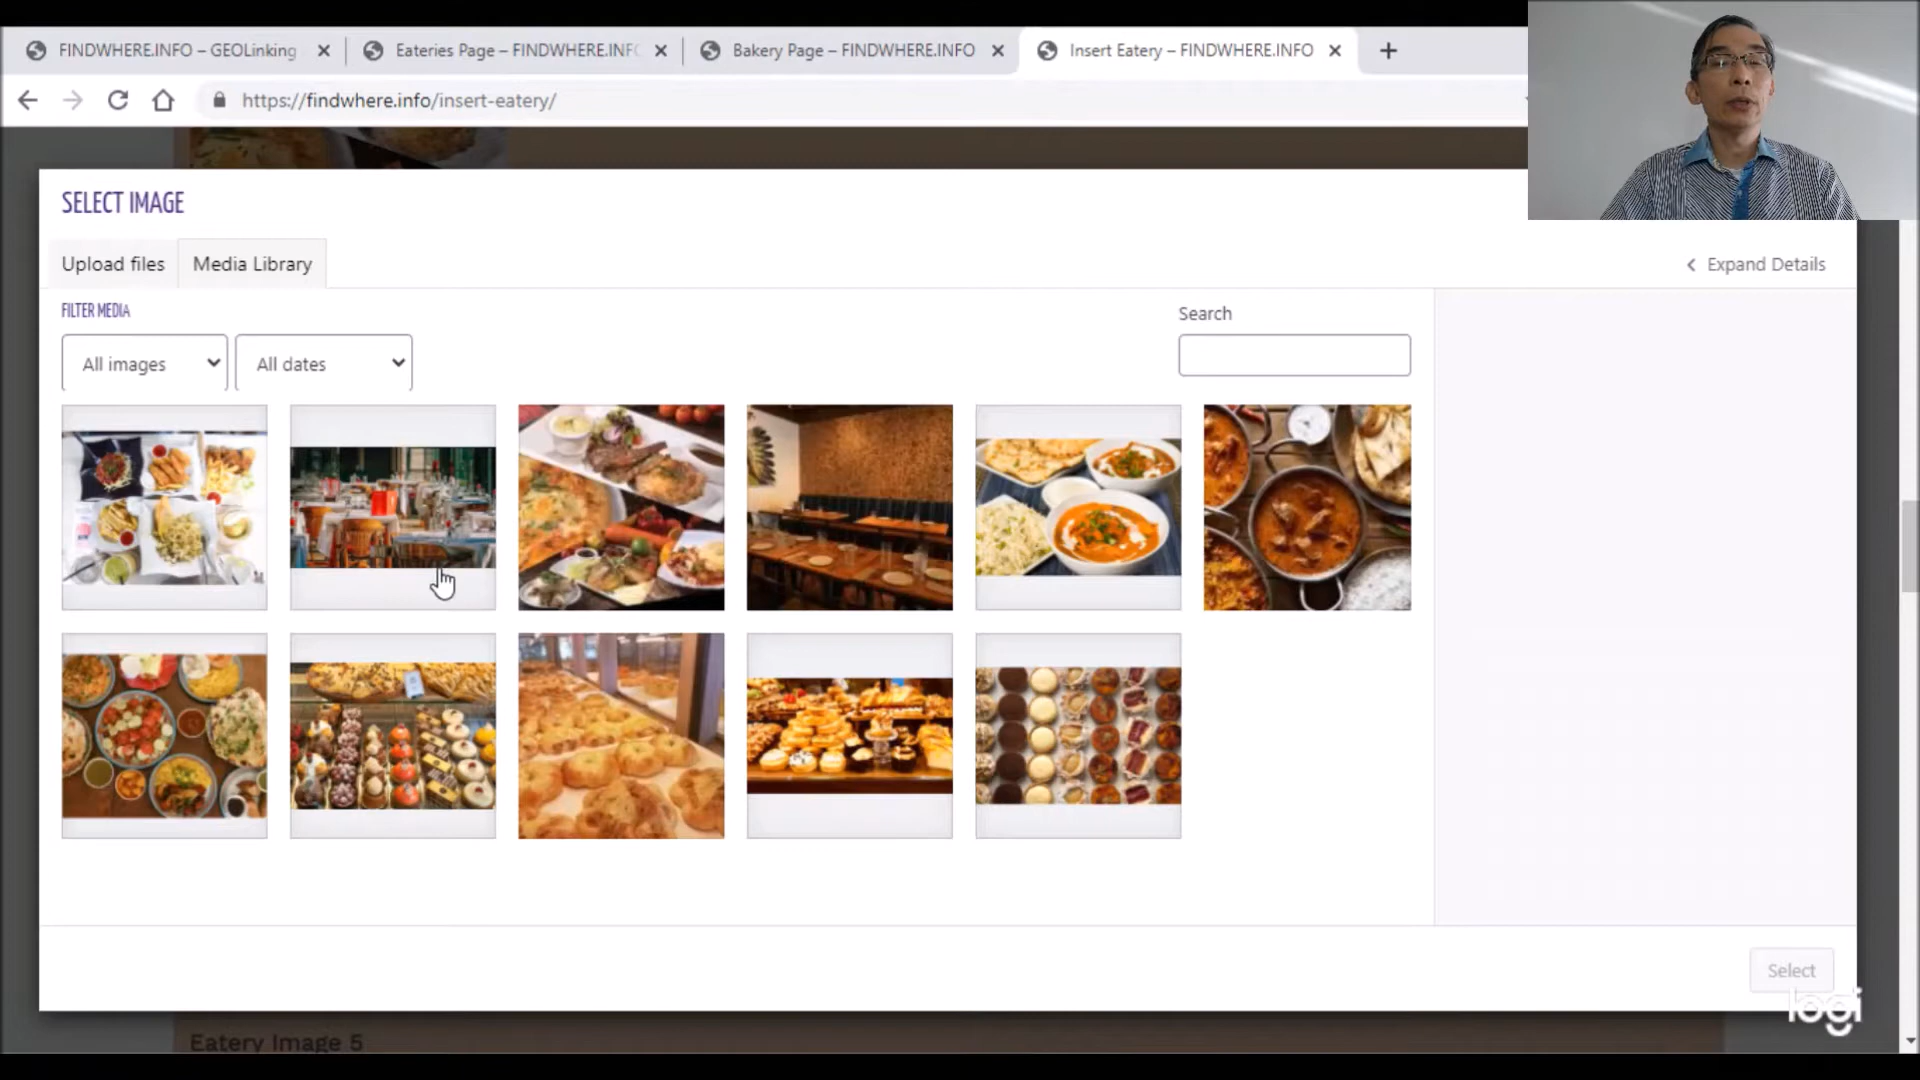 FINDWHERE.INFO – GEOLinking
Eateries Page – FINDWHERE.INFO
Bakery Page – FINDWHERE.INFO
Insert Eatery – FINDWHERE.INFO
https://findwhere.info/insert-eatery/
SELECT IMAGE
Upload files
Media Library
Expand Details
FILTER MEDIA
Search
All images
All dates
Select
logi
Eatery Image 5